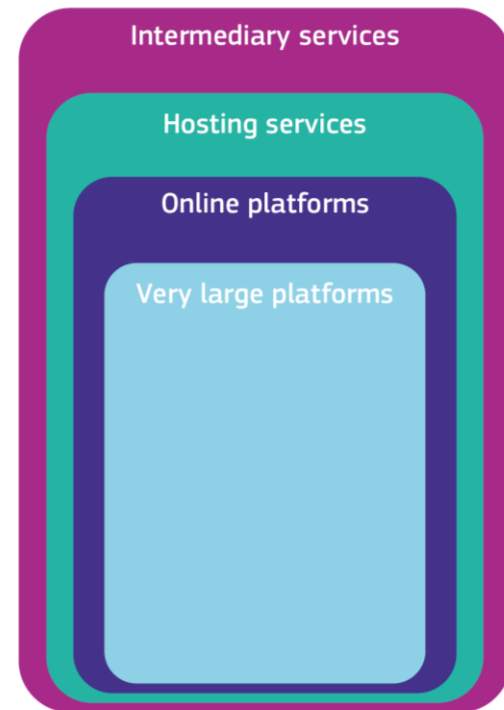 Intermediary services
Hosting services
Online platforms
Very large platforms